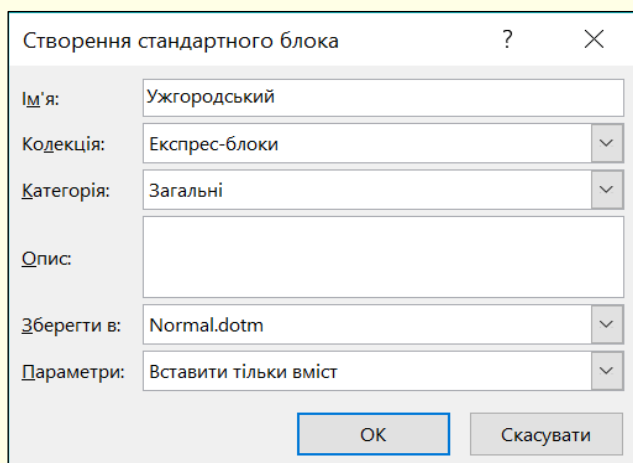 Створення стандартного блока ?
Ім'я: Ужгородський
Колекція: Експрес-блоки
Категорія: Загальні
Опис:
Зберегти в: Normal.dotm
Параметри: Вставити тільки вміст
ОК Скасувати